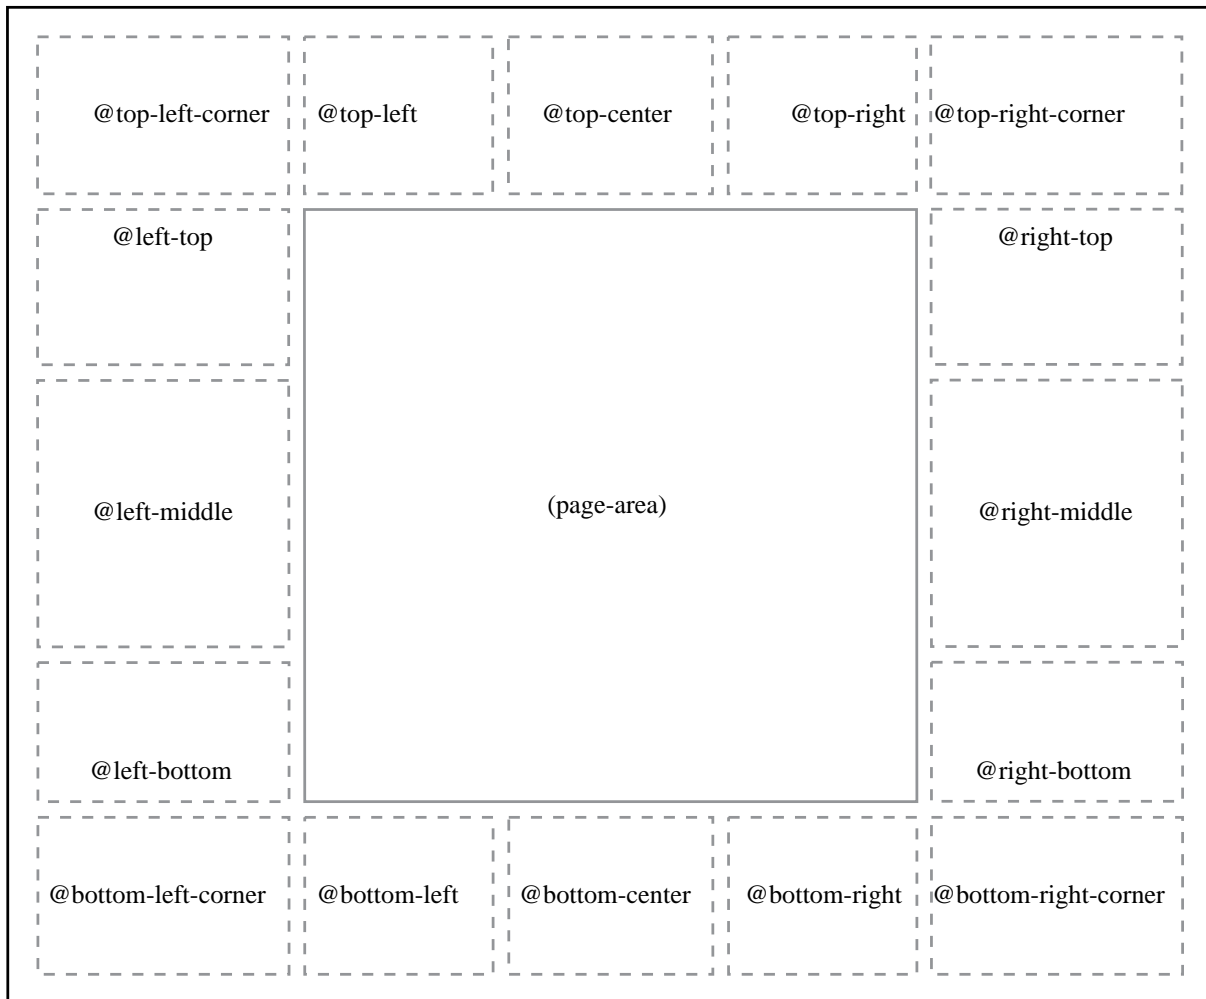 @top-left-corner @top-left @top-center @top-right @top-right-corner
@left-top @right-top
(page-area)
@left-middle @right-middle
@left-bottom @right-bottom
@bottom-left-corner @bottom-left @bottom-center @bottom-right @bottom-right-corner